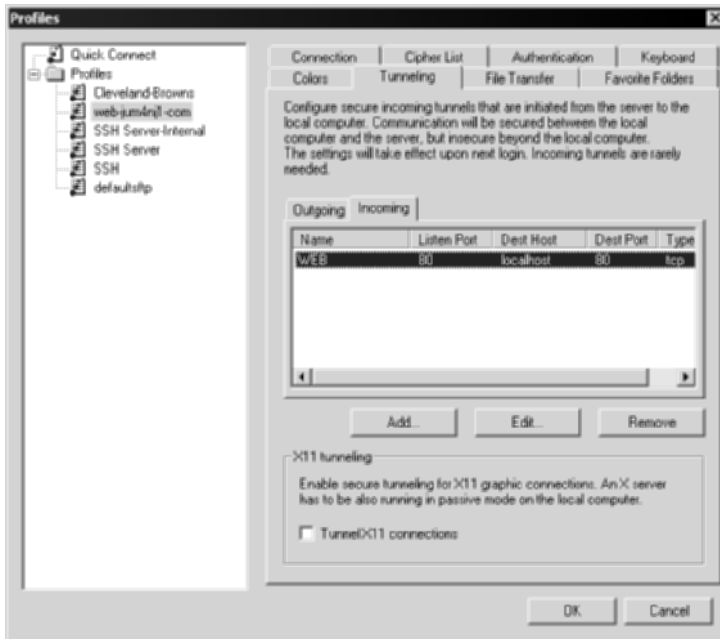 Profiles
Quick Connect
Profiles
Cleveland-Browns
web-jum4nj1-com
SSH Server-Internal
SSH Server
SSH
defaultsftp
Connection Cipher List Authentication Keyboard
Colors Tunneling File Transfer Favorite Folders
Configure secure incoming tunnels that are initiated from the server to the
local computer. Communication will be secured between the local
computer and the server, but insecure beyond the local computer.
The settings will take effect upon next login. Incoming tunnels are rarely
needed.
Outgoing Incoming
Name Listen Port Dest Host Dest Port Type
WEB 80 localhost 80 tcp
Add... Edit... Remove
X11 tunneling
Enable secure tunneling for X11 graphic connections. An X server
has to be also running in passive mode on the local computer.
Tunnel X11 connections
OK Cancel